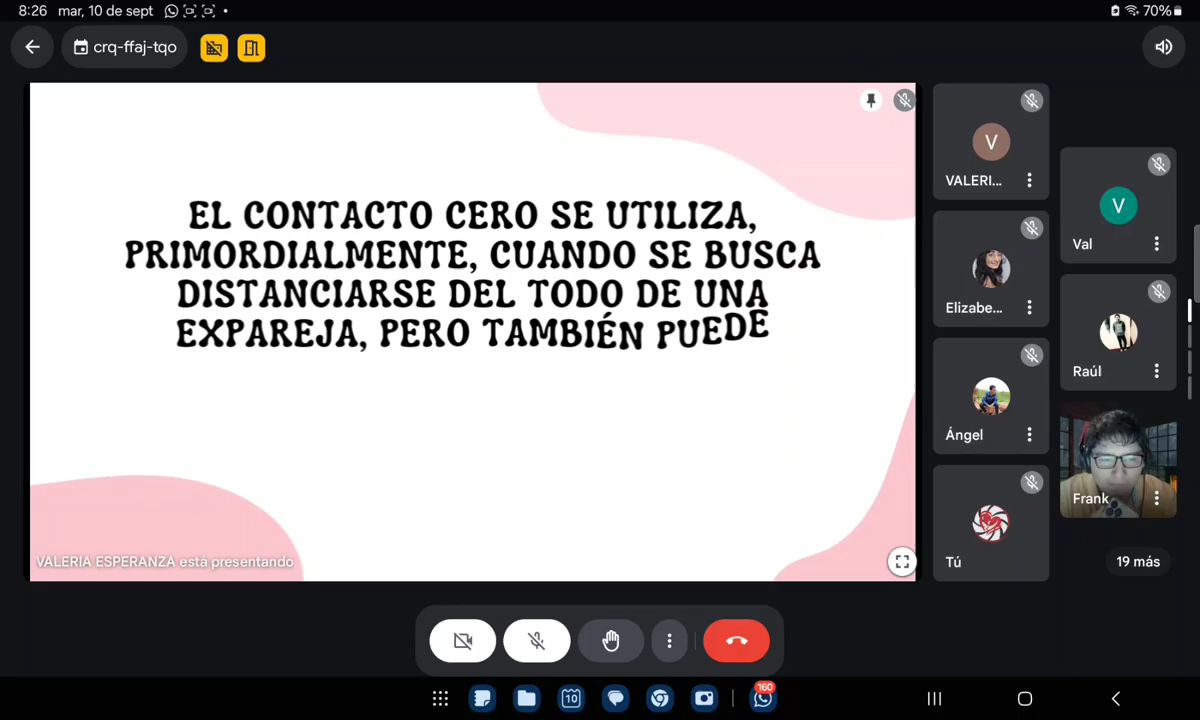 8:26 mar, 10 de sept
70%
crq-ffaj-tqo
EL CONTACTO CERO SE UTILIZA,
PRIMORDIALMENTE, CUANDO SE BUSCA
DISTANCIARSE DEL TODO DE UNA
EXPAREJA, PERO TAMBIÉN PUEDE
VALERIA ESPERANZA está presentando
V
VALERI...
V
Val
Elizabe...
Raúl
Ángel
Frank
Tú
19 más
10
160